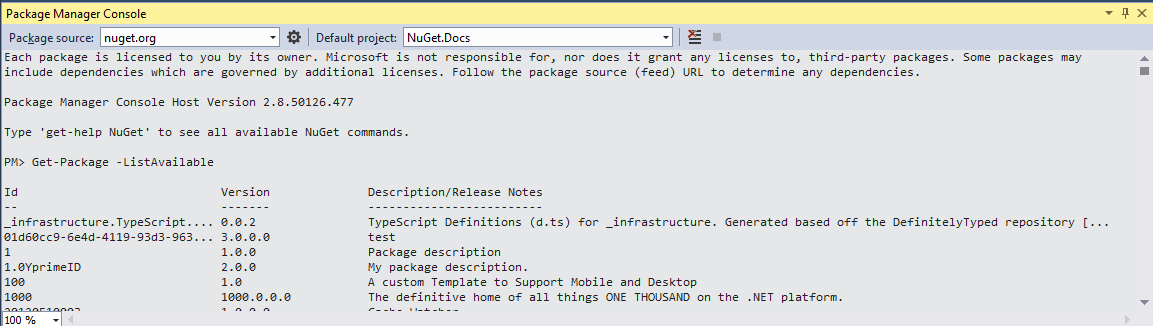 Package Manager Console
Package source: nuget.org Default project: NuGet.Docs
Each package is licensed to you by its owner. Microsoft is not responsible for, nor does it grant any licenses to, third-party packages. Some packages may
include dependencies which are governed by additional licenses. Follow the package source (feed) URL to determine any dependencies.
Package Manager Console Host Version 2.8.50126.477
Type 'get-help NuGet' to see all available NuGet commands.
PM> Get-Package -ListAvailable
Id Version Description/Release Notes
-- ------- -------------------------
_infrastructure.TypeScript.... 0.0.2 TypeScript Definitions (d.ts) for _infrastructure. Generated based off the DefinitelyTyped repository [...
01d60cc9-6e4d-4119-93d3-963... 3.0.0.0 test
1 1.0.0 Package description
1.0YprimeID 2.0.0 My package description.
100 1.0 A custom Template to Support Mobile and Desktop
1000 1000.0.0.0 The definitive home of all things ONE THOUSAND on the .NET platform.
100 %